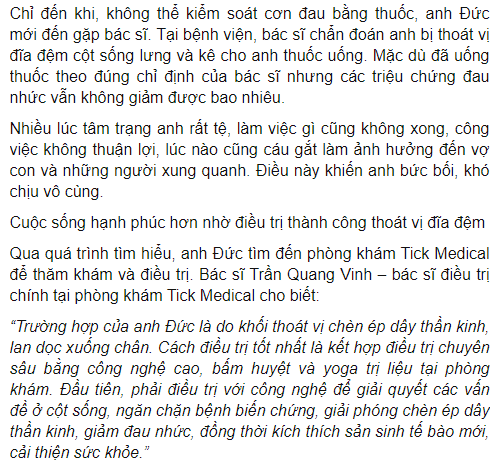 Chỉ đến khi, không thể kiểm soát cơn đau bằng thuốc, anh Đức
mới đến gặp bác sĩ. Tại bệnh viện, bác sĩ chẩn đoán anh bị thoát vị
đĩa đệm cột sống lưng và kê cho anh thuốc uống. Mặc dù đã uống
thuốc theo đúng chỉ định của bác sĩ nhưng các triệu chứng đau
nhức vẫn không giảm được bao nhiêu.
Nhiều lúc tâm trạng anh rất tệ, làm việc gì cũng không xong, công
việc không thuận lợi, lúc nào cũng cáu gắt làm ảnh hưởng đến vợ
con và những người xung quanh. Điều này khiến anh bức bối, khó
chịu vô cùng.
Cuộc sống hạnh phúc hơn nhờ điều trị thành công thoát vị đĩa đệm
Qua quá trình tìm hiểu, anh Đức tìm đến phòng khám Tick Medical
để thăm khám và điều trị. Bác sĩ Trần Quang Vinh – bác sĩ điều trị
chính tại phòng khám Tick Medical cho biết:
“Trường hợp của anh Đức là do khối thoát vị chèn ép dây thần kinh,
lan dọc xuống chân. Cách điều trị tốt nhất là kết hợp điều trị chuyên
sâu bằng công nghệ cao, bấm huyệt và yoga trị liệu tại phòng
khám. Đầu tiên, phải điều trị với công nghệ để giải quyết các vấn
đề ở cột sống, ngăn chặn bệnh biến chứng, giải phóng chèn ép dây
thần kinh, giảm đau nhức, đồng thời kích thích sản sinh tế bào mới,
cải thiện sức khỏe.”